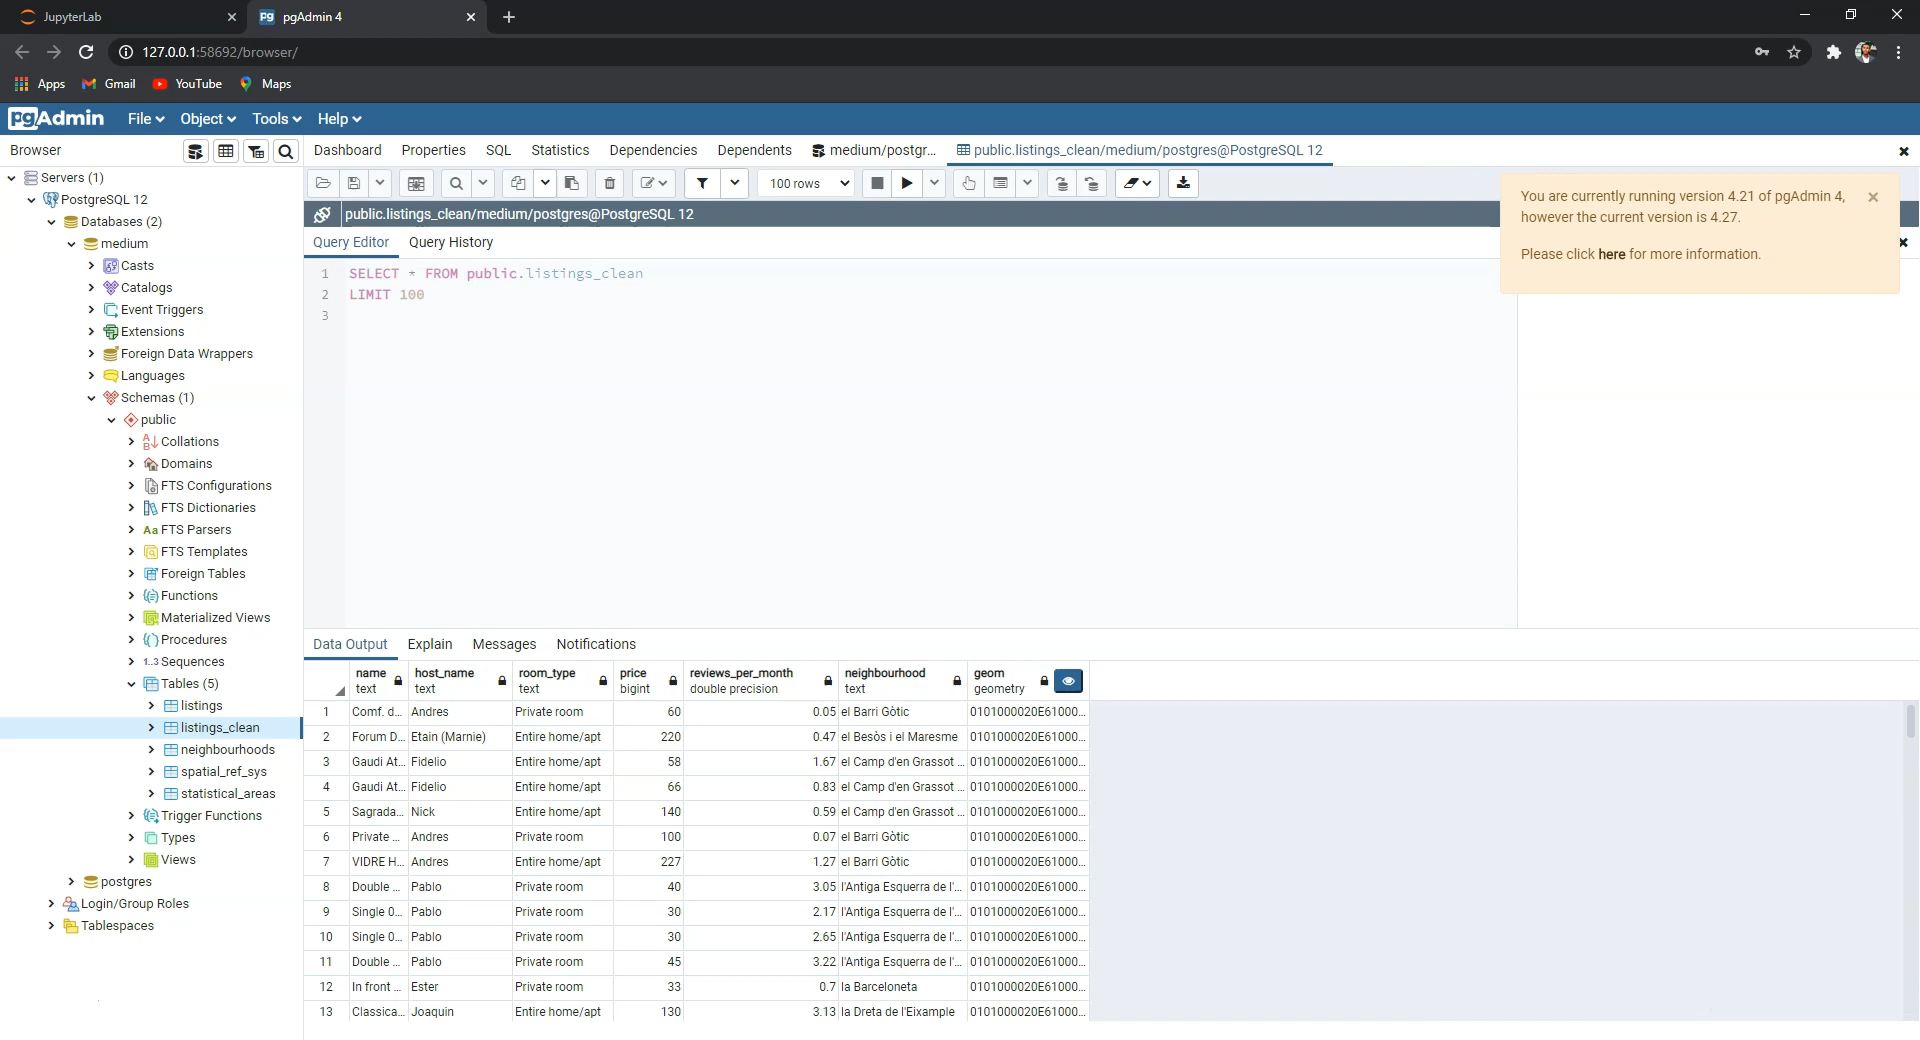 JupyterLab
pgAdmin 4
127.0.0.1:58692/browser/
Apps Gmail YouTube Maps
pgAdmin File Object Tools Help
Browser
Dashboard Properties SQL Statistics Dependencies Dependents medium/postgr... public.listings_clean/medium/postgres@PostgreSQL 12
100 rows
public.listings_clean/medium/postgres@PostgreSQL 12
Query Editor Query History
1 SELECT * FROM public.listings_clean
2 LIMIT 100
3
You are currently running version 4.21 of pgAdmin 4,
however the current version is 4.27.
Please click here for more information.
Servers (1)
PostgreSQL 12
Databases (2)
medium
Casts
Catalogs
Event Triggers
Extensions
Foreign Data Wrappers
Languages
Schemas (1)
public
Collations
Domains
FTS Configurations
FTS Dictionaries
Aa FTS Parsers
FTS Templates
Foreign Tables
Functions
Materialized Views
Procedures
1..3 Sequences
Tables (5)
listings
listings_clean
neighbourhoods
spatial_ref_sys
statistical_areas
Trigger Functions
Types
Views
postgres
Login/Group Roles
Tablespaces
Data Output Explain Messages Notifications
name host_name room_type price reviews_per_month neighbourhood geom
text text text bigint double precision text geometry
1 Comf. d... Andres Private room 60 0.05 el Barri Gòtic 0101000020E61000...
2 Forum D... Etain (Marnie) Entire home/apt 220 0.47 el Besòs i el Maresme 0101000020E61000...
3 Gaudi At... Fidelio Entire home/apt 58 1.67 el Camp d'en Grassot ... 0101000020E61000...
4 Gaudi At... Fidelio Entire home/apt 66 0.83 el Camp d'en Grassot ... 0101000020E61000...
5 Sagrada... Nick Entire home/apt 140 0.59 el Camp d'en Grassot ... 0101000020E61000...
6 Private ... Andres Private room 100 0.07 el Barri Gòtic 0101000020E61000...
7 VIDRE H... Andres Entire home/apt 227 1.27 el Barri Gòtic 0101000020E61000...
8 Double ... Pablo Private room 40 3.05 l'Antiga Esquerra de l'... 0101000020E61000...
9 Single 0... Pablo Private room 30 2.17 l'Antiga Esquerra de l'... 0101000020E61000...
10 Single 0... Pablo Private room 30 2.65 l'Antiga Esquerra de l'... 0101000020E61000...
11 Double ... Pablo Private room 45 3.22 l'Antiga Esquerra de l'... 0101000020E61000...
12 In front ... Ester Private room 33 0.7 la Barceloneta 0101000020E61000...
13 Classica... Joaquin Entire home/apt 130 3.13 la Dreta de l'Eixample 0101000020E61000...